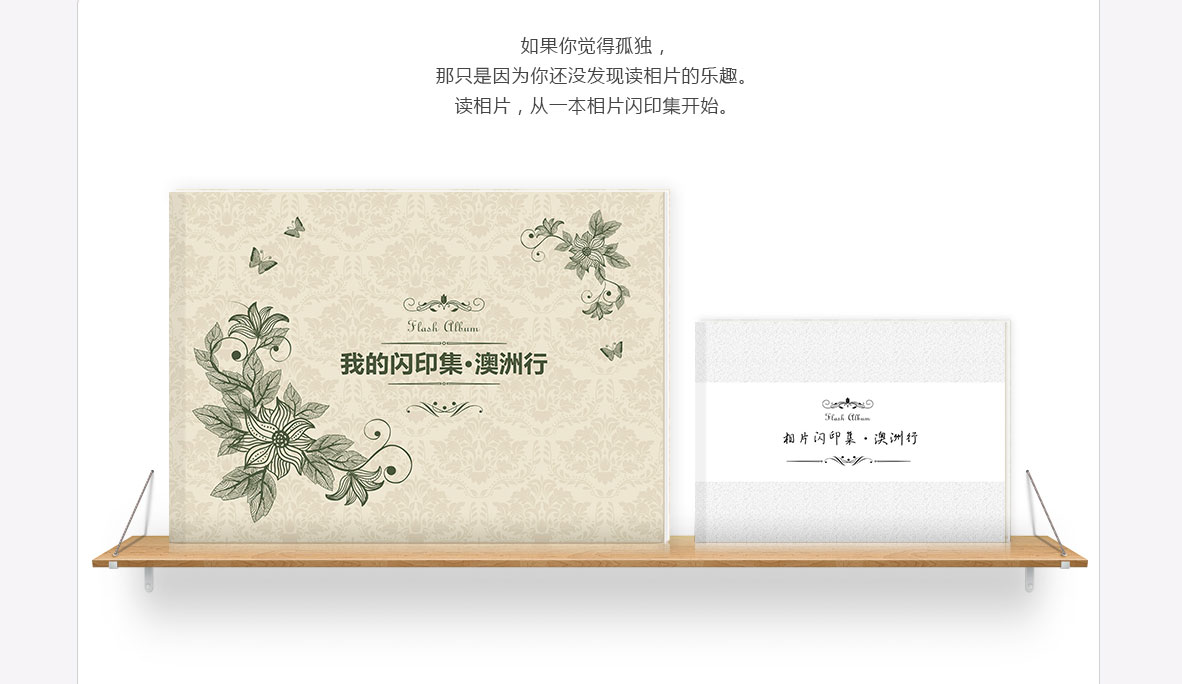 如果你觉得孤独，
那只是因为你还没发现读相片的乐趣。
读相片，从一本相片闪印集开始。
Flash Album
我的闪印集·澳洲行
Flash Album
相片闪印集·澳洲行